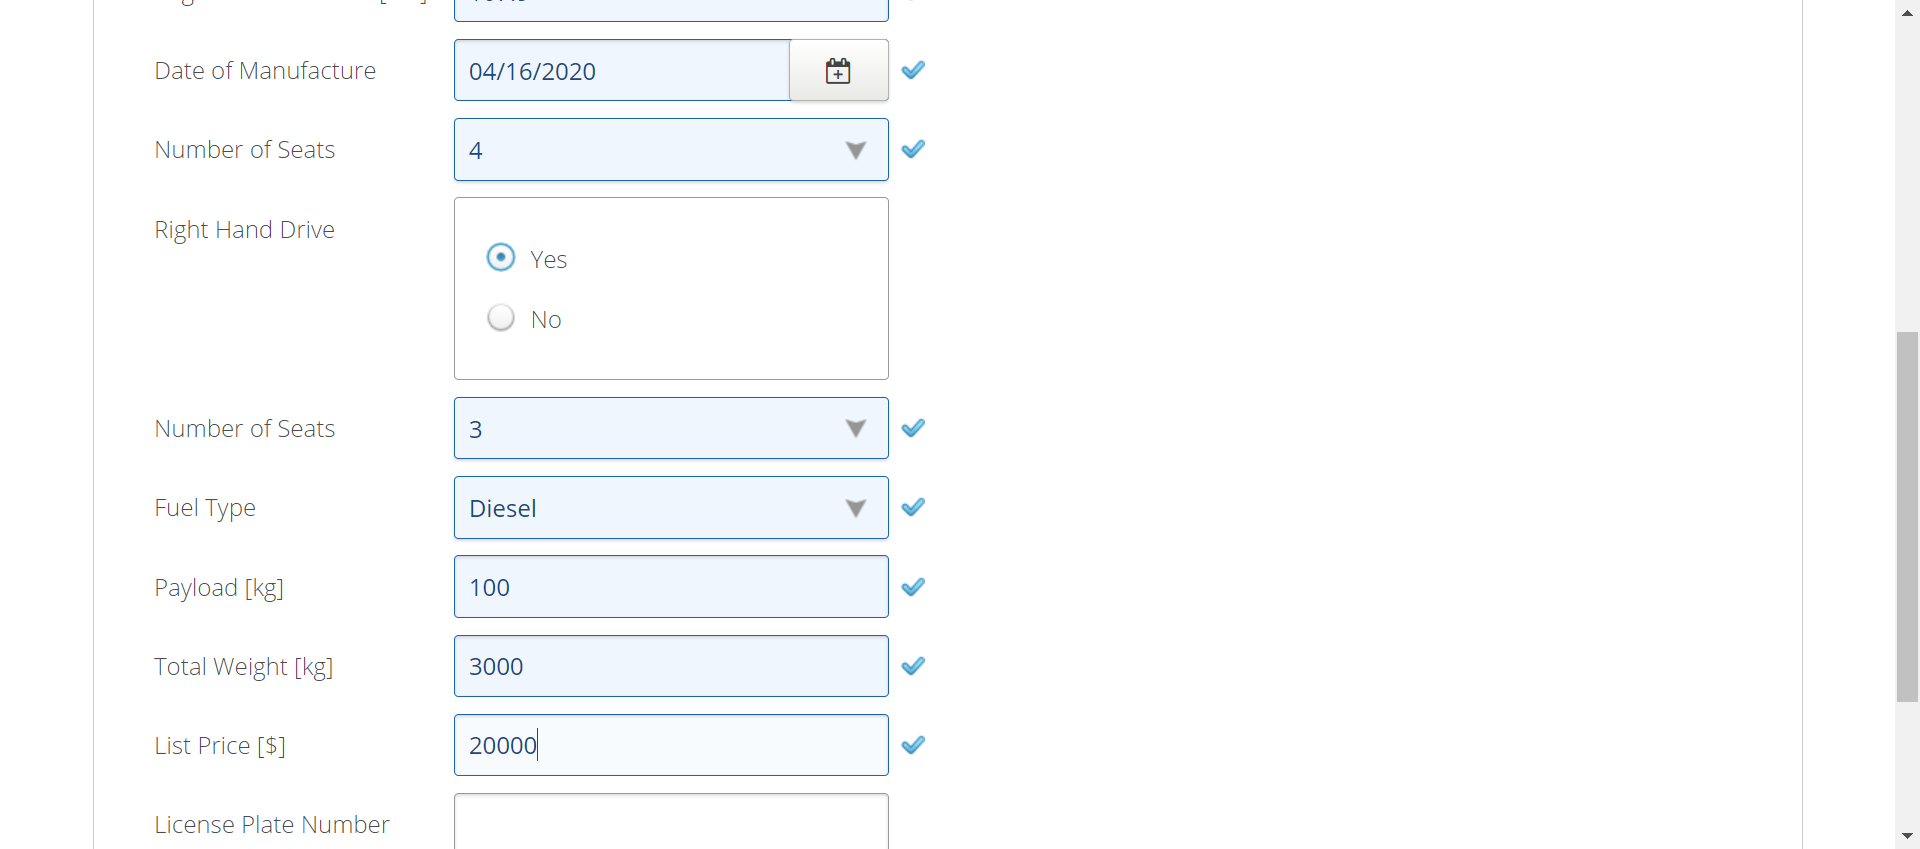 Date of Manufacture
04/16/2020
Number of Seats
4
Right Hand Drive
Yes
No
Number of Seats
3
Fuel Type
Diesel
Payload [kg]
100
Total Weight [kg]
3000
List Price [$]
20000
License Plate Number